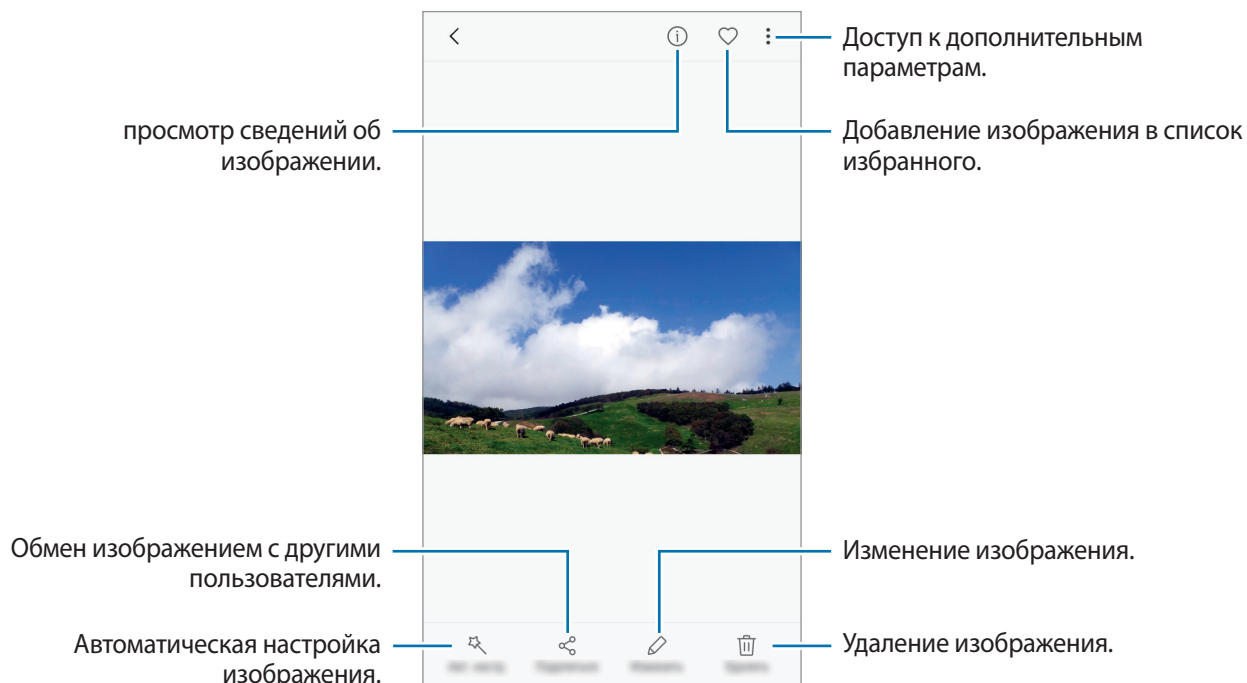 Доступ к дополнительным
параметрам.
просмотр сведений об
изображении.
Добавление изображения в список
избранного.
Обмен изображением с другими
пользователями.
Изменение изображения.
Автоматическая настройка
изображения.
Удаление изображения.